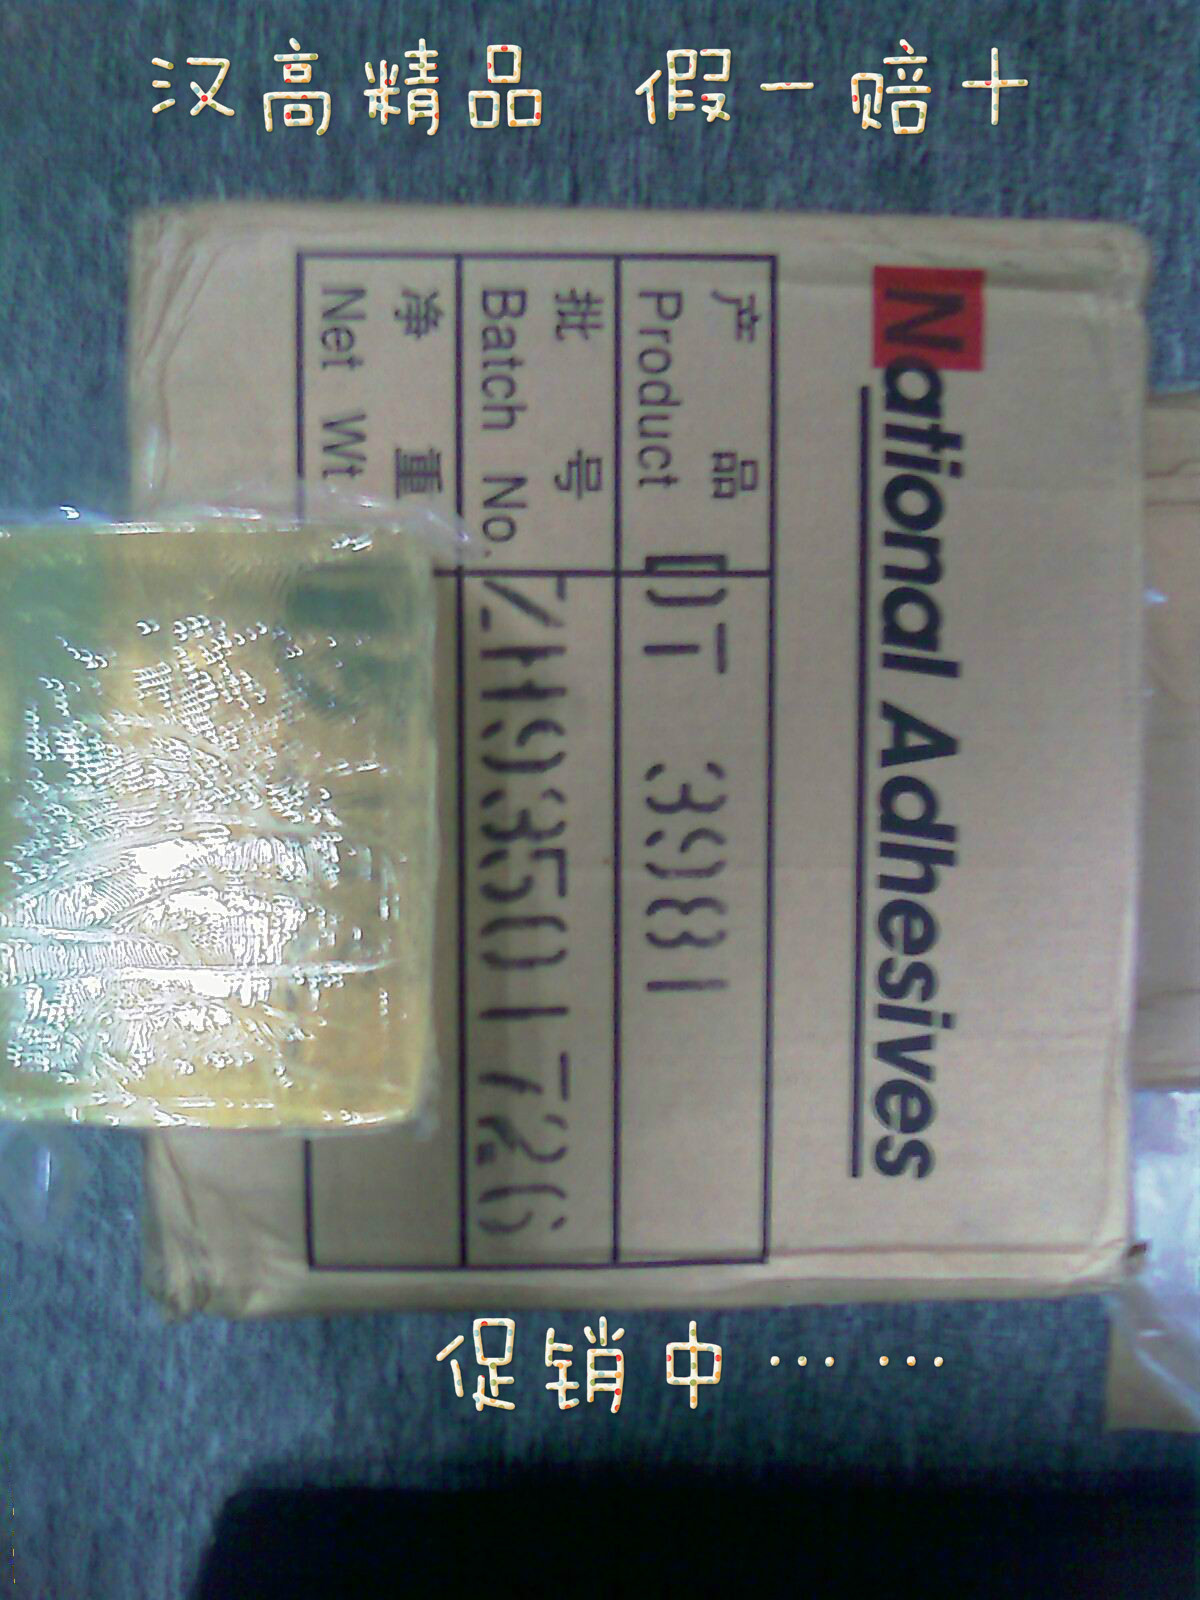 汉高精品 假一赔十
National Adhesives
产品 DT 3981
Product
批号 ZH93501726
Batch No.
净重
Net Wt
促销中……